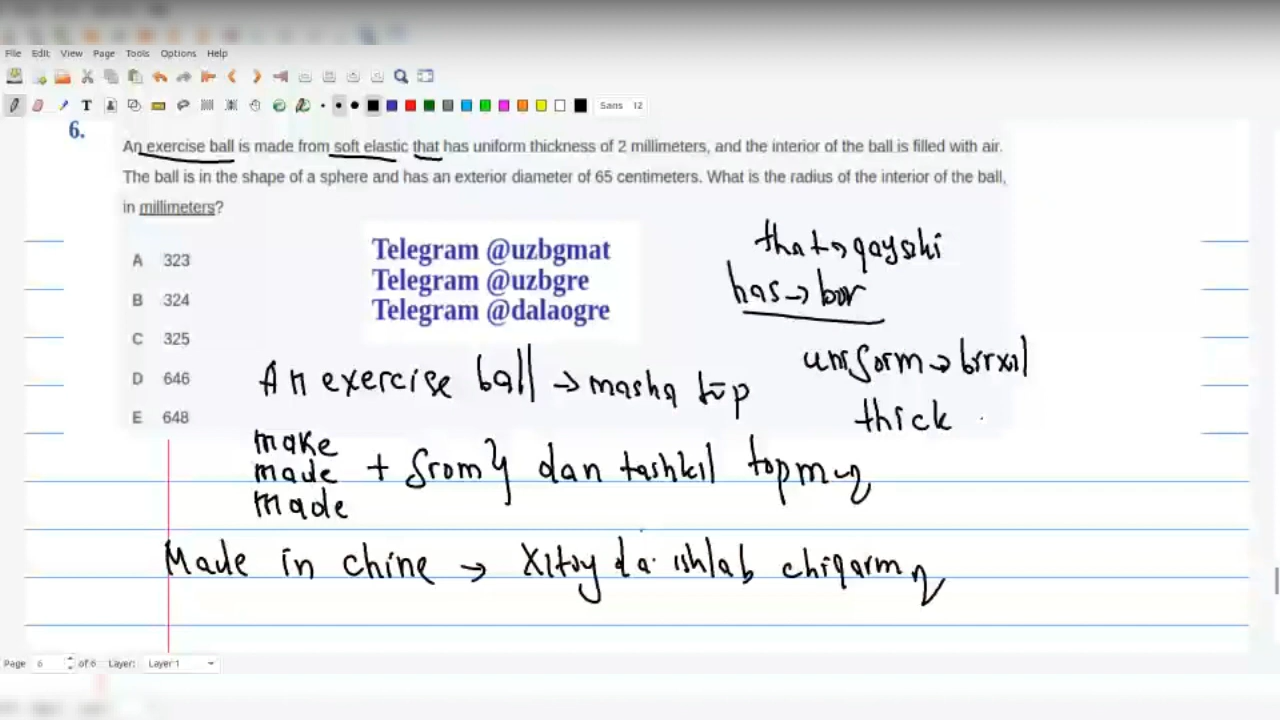 File Edit View Page Tools Options Help
Sans 12
6.
An exercise ball is made from soft elastic that has uniform thickness of 2 millimeters, and the interior of the ball is filled with air.
The ball is in the shape of a sphere and has an exterior diameter of 65 centimeters. What is the radius of the interior of the ball,
in millimeters?
A 323
B 324
C 325
D 646
E 648
Telegram @uzbgmat
Telegram @uzbgre
Telegram @dalaogre
that → qaysiki
has → bor
uniform → birxil
thick
An exercise ball → mashq top
make
made + from dan tashkil topmoq
made
Made in chine → Xitoy da ishlab chiqarmoq
Page 6 of 6 Layer: Layer 1